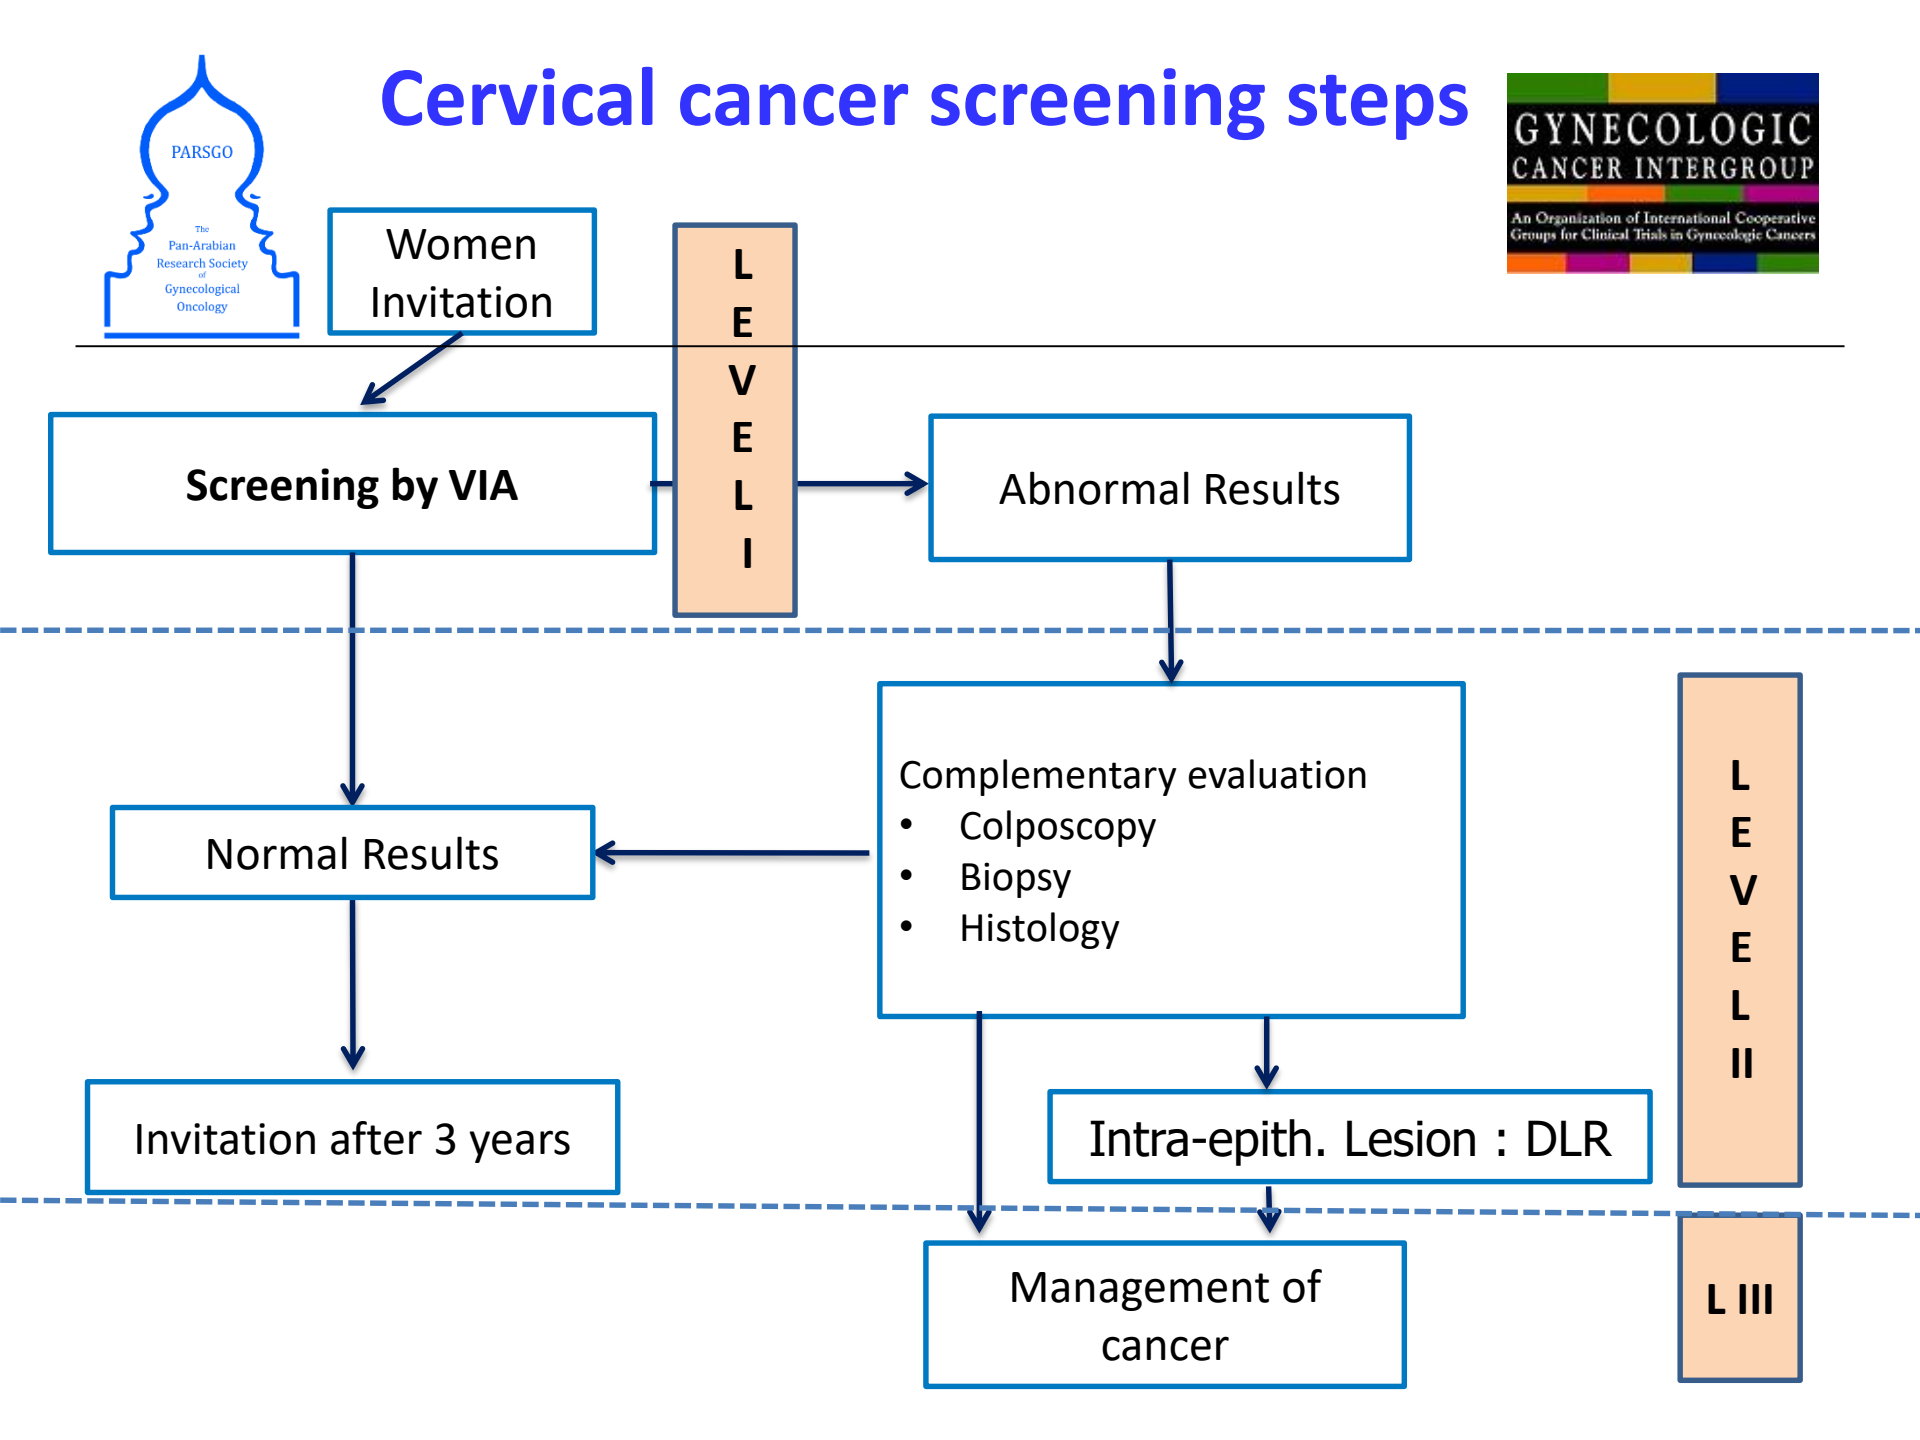 Cervical cancer screening steps
PARSGO
The
Pan-Arabian
Research Society
of
Gynecological
Oncology
GYNECOLOGIC
CANCER INTERGROUP
An Organization of International Cooperative
Groups for Clinical Trials in Gynecologic Cancers
Women
Invitation
L
E
V
E
L
I
Screening by VIA
Abnormal Results
Complementary evaluation
• Colposcopy
• Biopsy
• Histology
Normal Results
L
E
V
E
L
II
Invitation after 3 years
Intra-epith. Lesion : DLR
Management of
cancer
L III